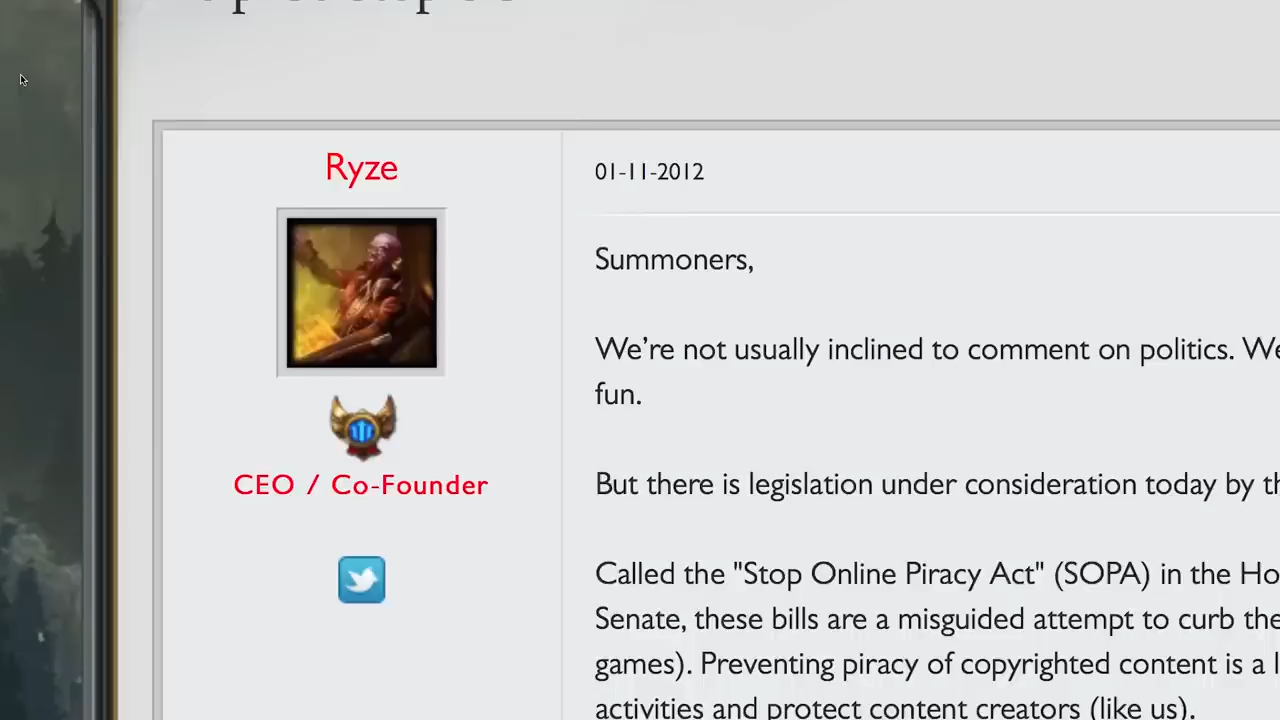 Ryze
01-11-2012
Summoners,
We're not usually inclined to comment on politics. We
fun.
CEO / Co-Founder
But there is legislation under consideration today by th
Called the "Stop Online Piracy Act" (SOPA) in the Ho
Senate, these bills are a misguided attempt to curb the
games). Preventing piracy of copyrighted content is a l
activities and protect content creators (like us).